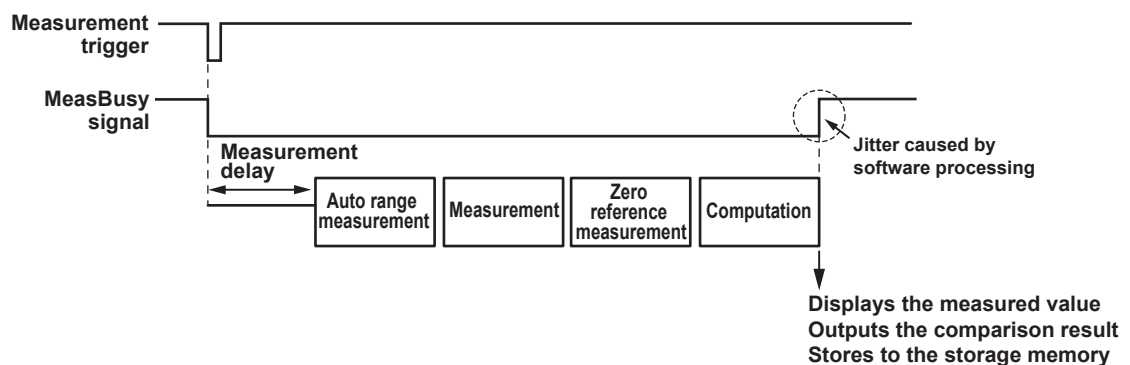 Measurement
trigger
MeasBusy
signal
Jitter caused by
software processing
Measurement
delay
Auto range
measurement
Measurement
Zero
reference
measurement
Computation
Displays the measured value
Outputs the comparison result
Stores to the storage memory